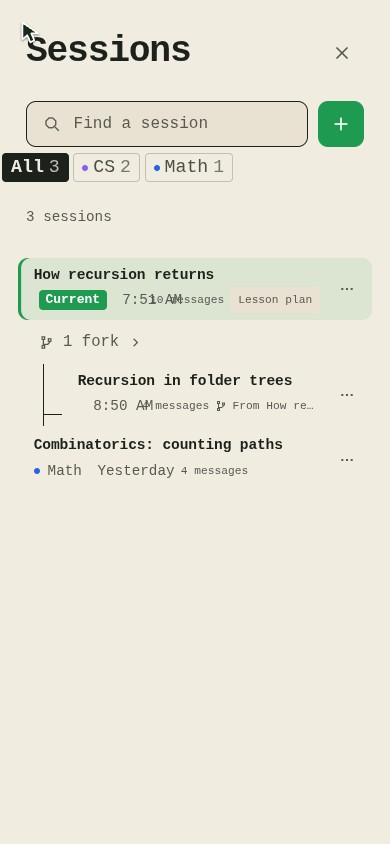 Sessions
Find a session
All 3 CS 2 Math 1
3 sessions
How recursion returns
Current 7:51 AM 10 messages Lesson plan
1 fork
Recursion in folder trees
8:50 AM messages From How re…
Combinatorics: counting paths
Math Yesterday 4 messages